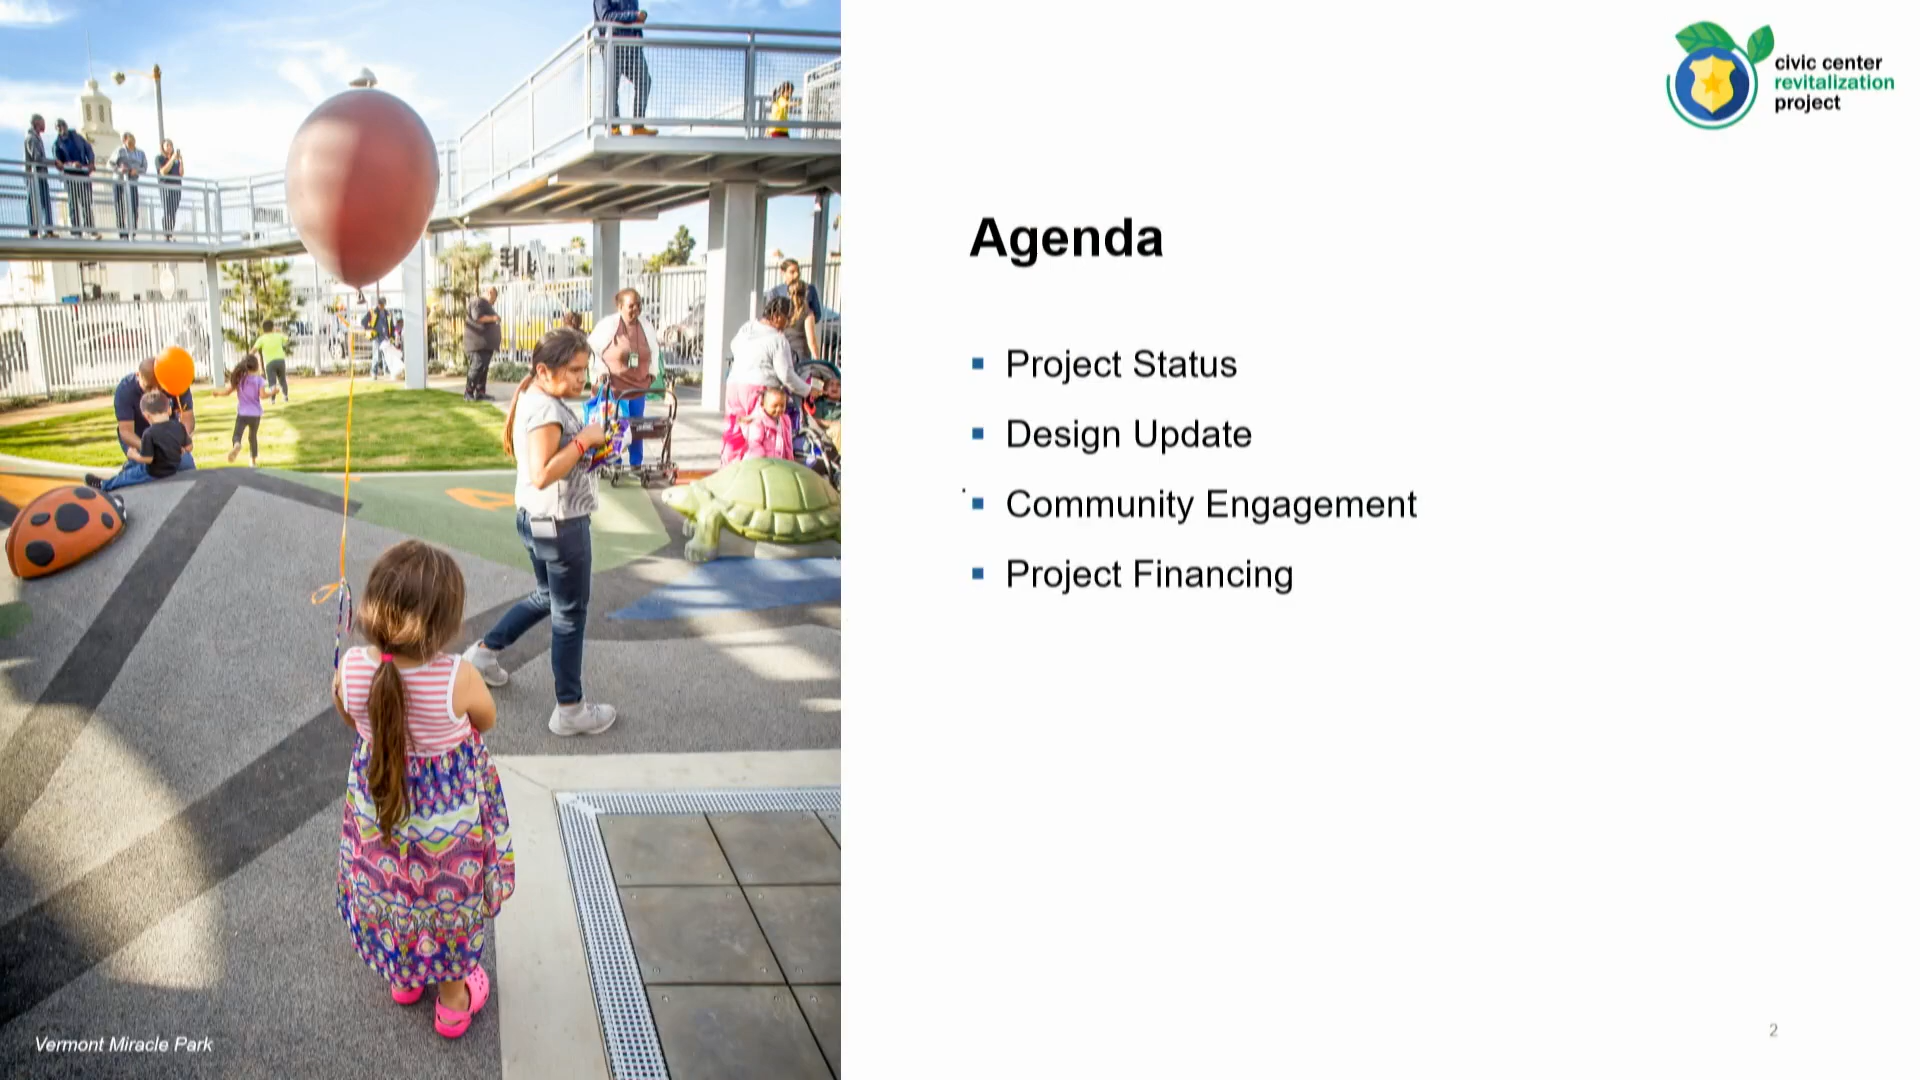 civic center
revitalization
project
Agenda
Project Status
Design Update
Community Engagement
Project Financing
Vermont Miracle Park
2